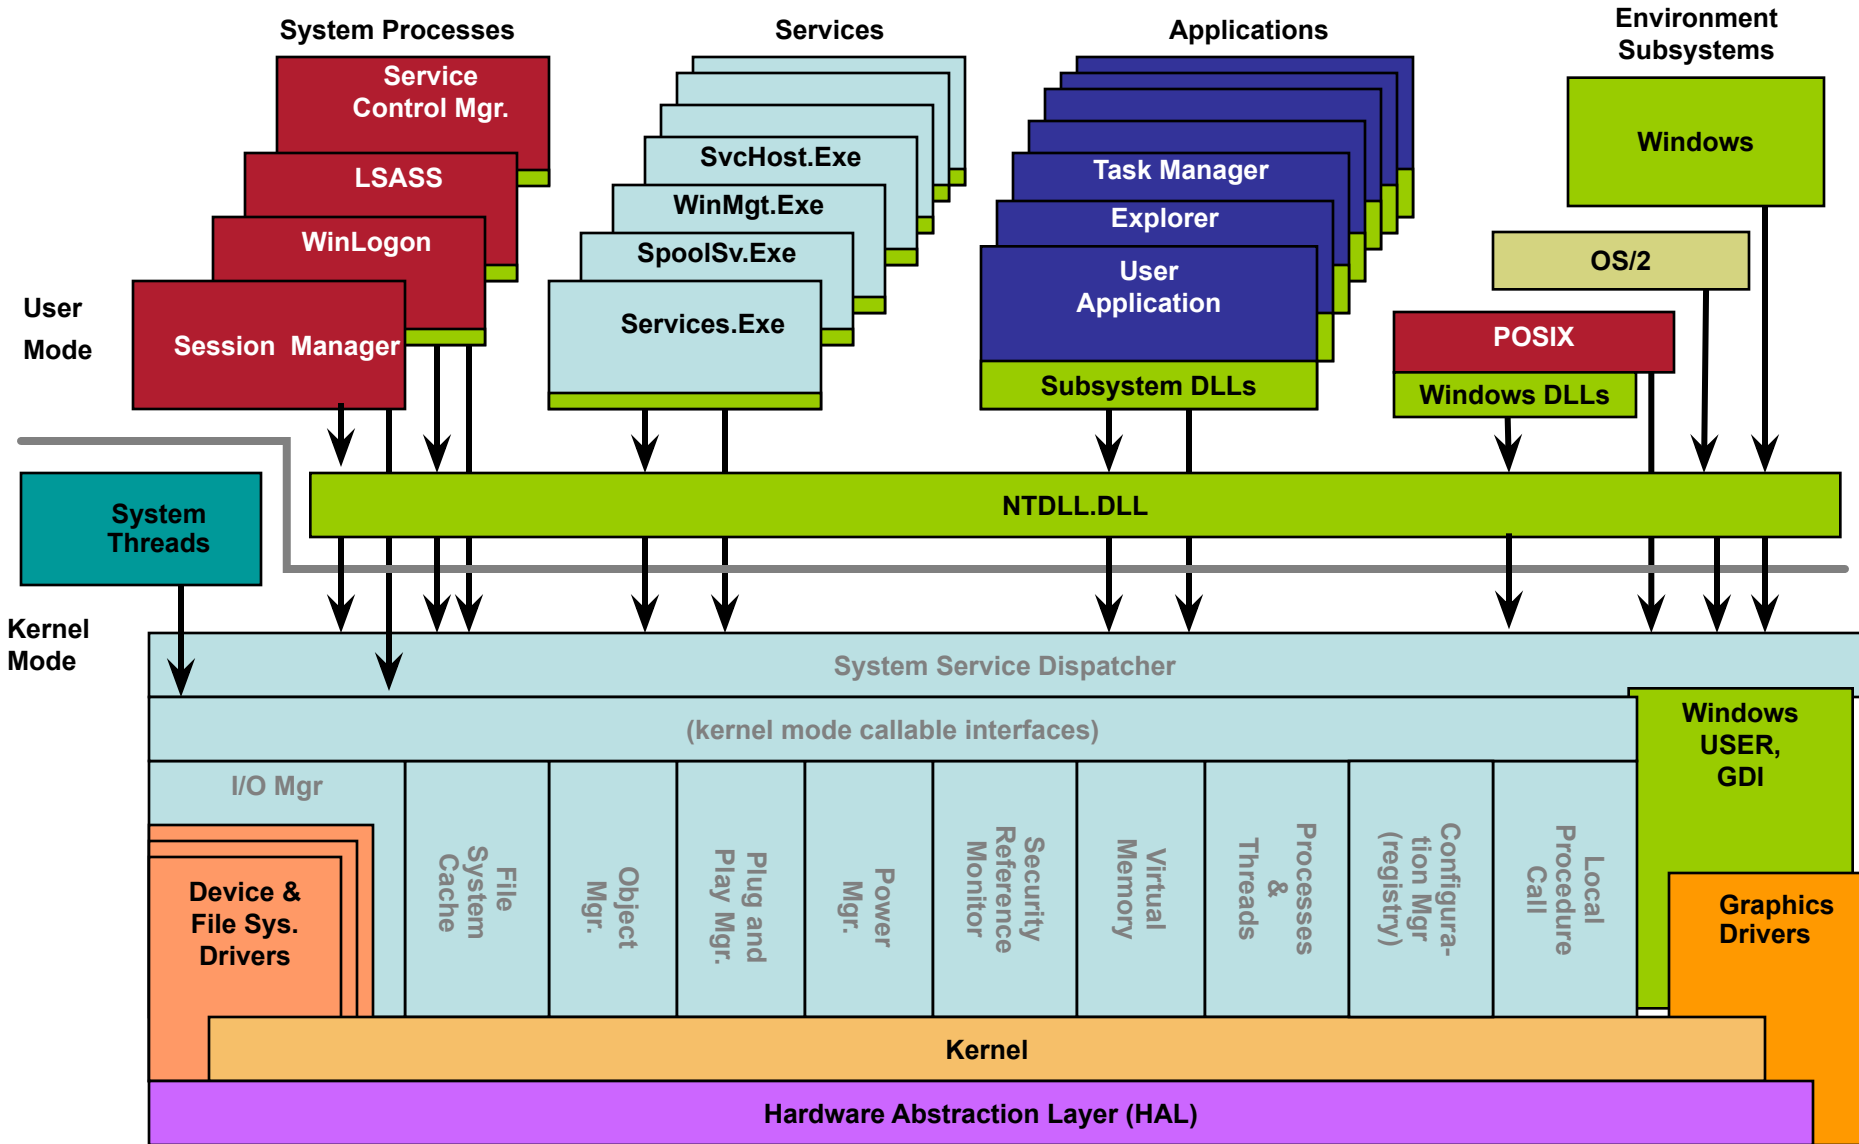 System Processes
Services
Applications
Environment
Subsystems
Service
Control Mgr.
LSASS
WinLogon
Session Manager
SvcHost.Exe
WinMgt.Exe
SpoolSv.Exe
Services.Exe
Task Manager
Explorer
User
Application
Subsystem DLLs
Windows
OS/2
POSIX
Windows DLLs
User
Mode
System
Threads
NTDLL.DLL
Kernel
Mode
System Service Dispatcher
(kernel mode callable interfaces)
Windows
USER,
GDI
I/O Mgr
Device &
File Sys.
Drivers
File
System
Cache
Object
Mgr.
Plug and
Play Mgr.
Power
Mgr.
Security
Reference
Monitor
Virtual
Memory
Processes
&
Threads
Configura-
tion Mgr
(registry)
Local
Procedure
Call
Graphics
Drivers
Kernel
Hardware Abstraction Layer (HAL)